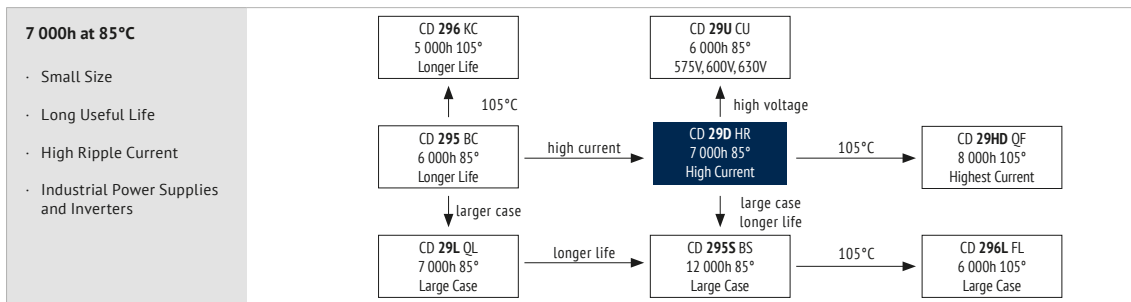 7 000h at 85°C
· Small Size
· Long Useful Life
· High Ripple Current
· Industrial Power Supplies
and Inverters
CD 296 KC
5 000h 105°
Longer Life
CD 29U CU
6 000h 85°
575V, 600V, 630V
105°C
high voltage
CD 295 BC
6 000h 85°
Longer Life
high current
CD 29D HR
7 000h 85°
High Current
105°C
CD 29HD QF
8 000h 105°
Highest Current
larger case
large case
longer life
CD 29L QL
7 000h 85°
Large Case
longer life
CD 295S BS
12 000h 85°
Large Case
105°C
CD 296L FL
6 000h 105°
Large Case